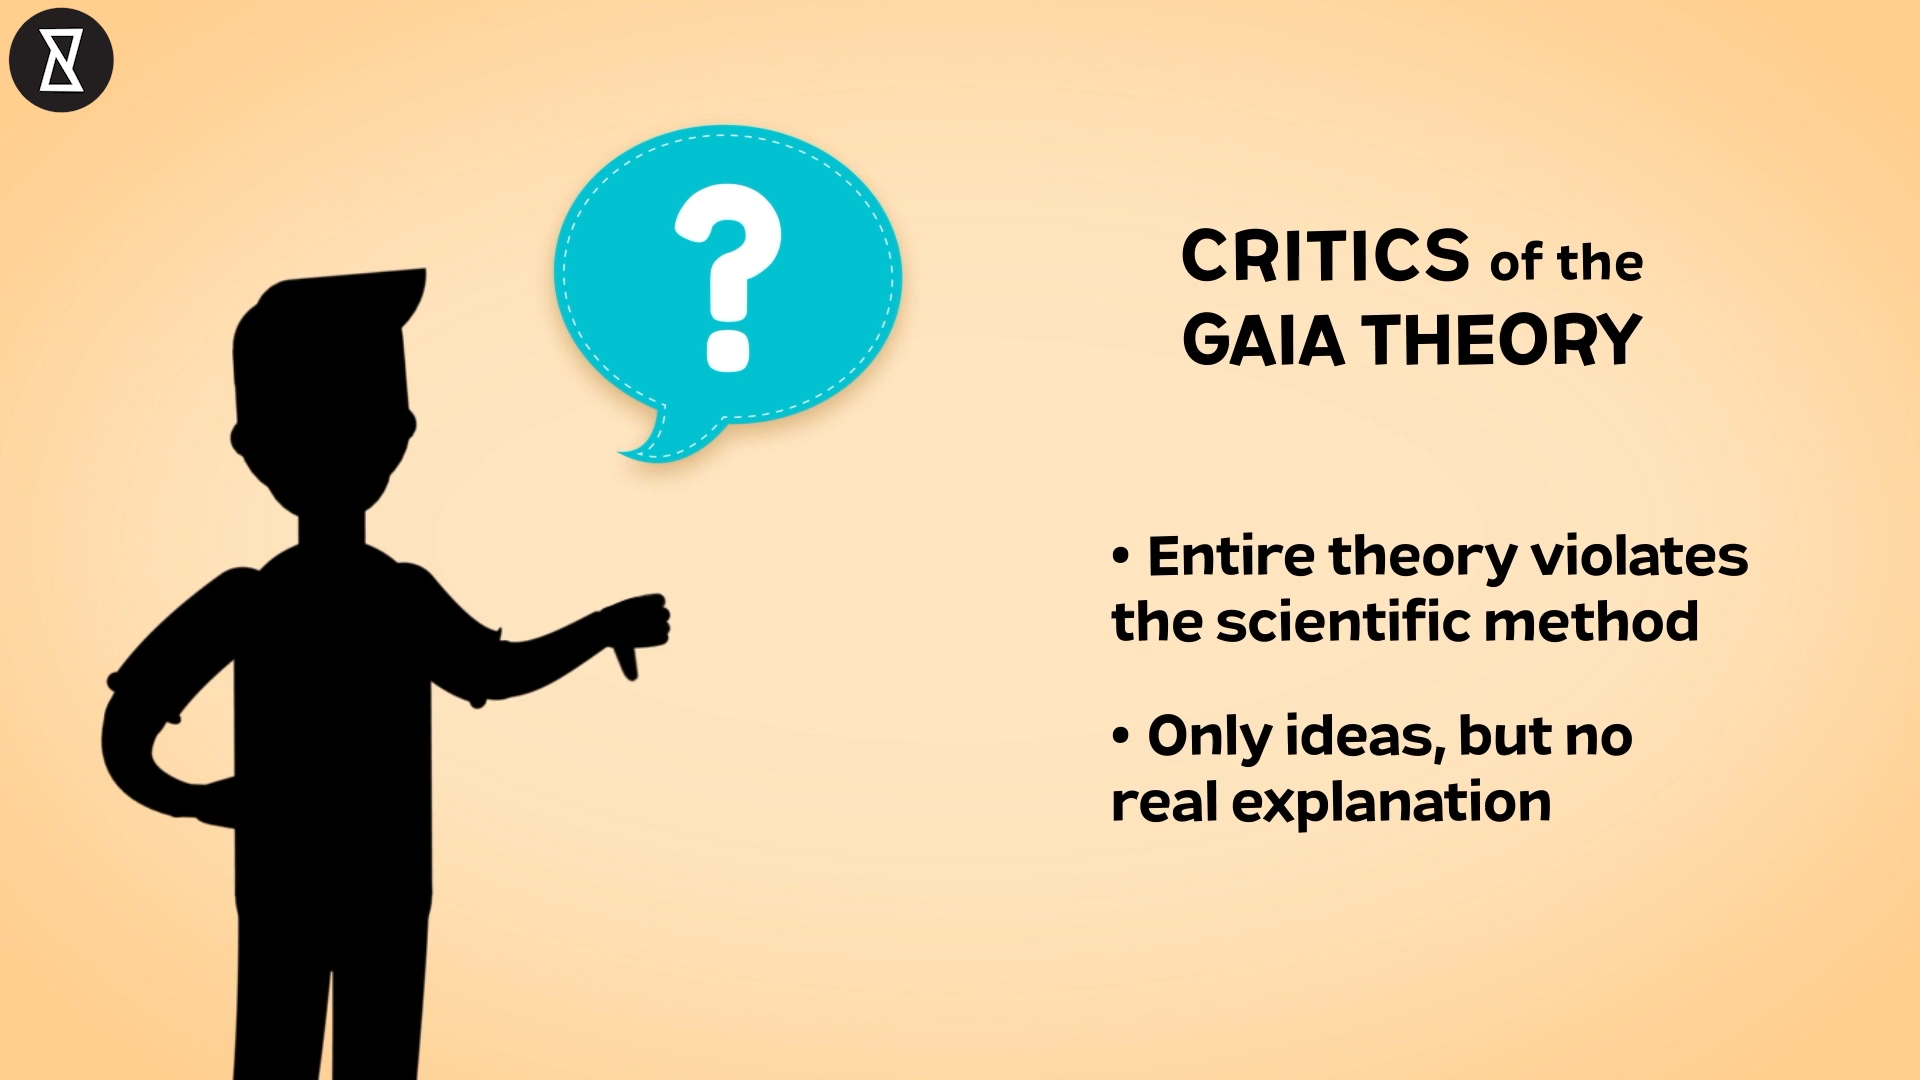 ?
CRITICS of the
GAIA THEORY
• Entire theory violates
the scientific method
• Only ideas, but no
real explanation